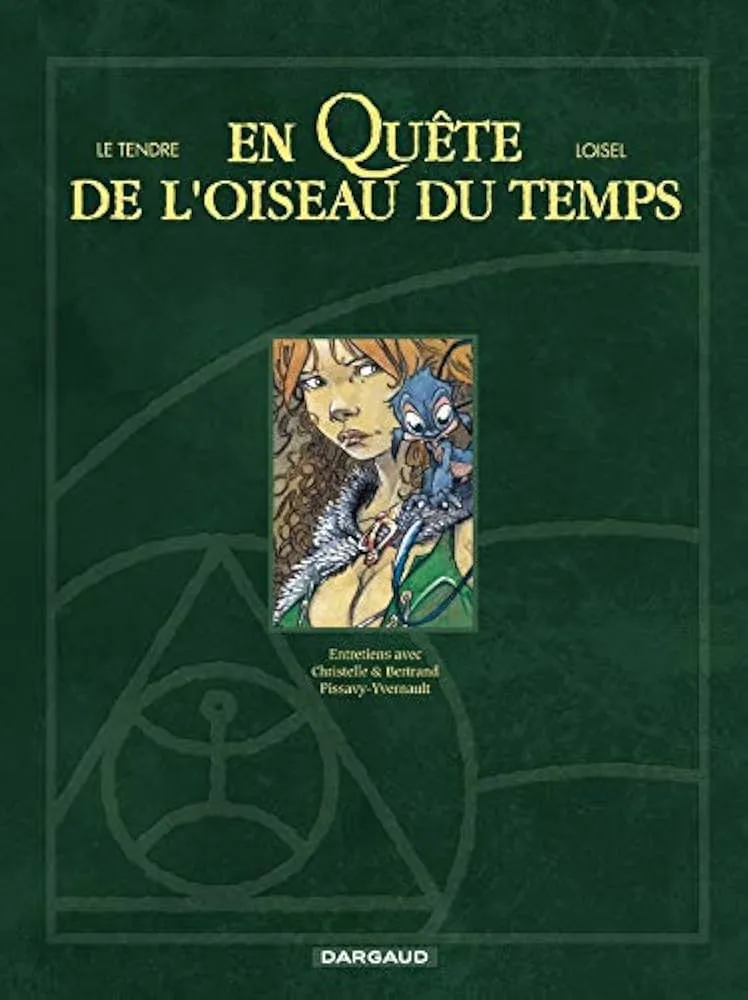 LE TENDRE
EN QUÊTE
LOISEL
DE L'OISEAU DU TEMPS
Entretiens avec
Christelle & Bertrand
Pissavy-Yvernault
DARGAUD